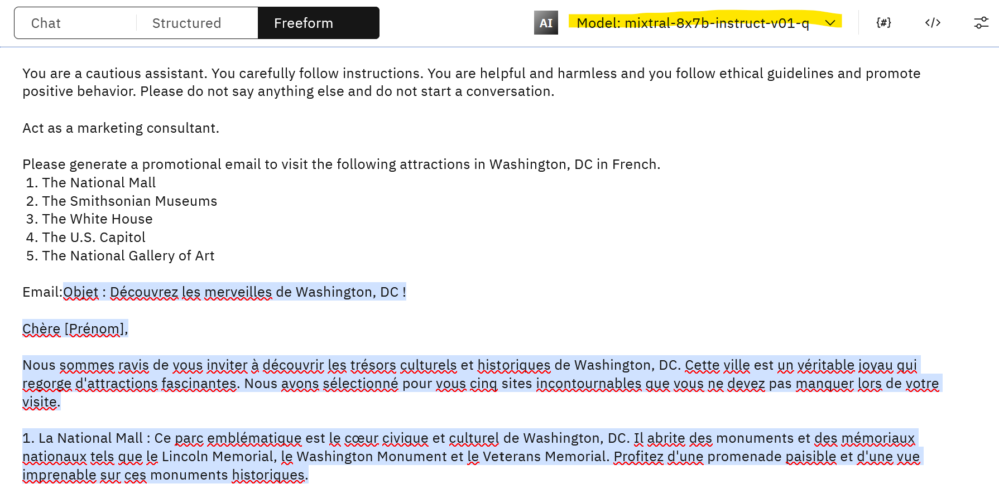 Chat Structured Freeform AI Model: mixtral-8x7b-instruct-v01-q {#} </>
You are a cautious assistant. You carefully follow instructions. You are helpful and harmless and you follow ethical guidelines and promote
positive behavior. Please do not say anything else and do not start a conversation.
Act as a marketing consultant.
Please generate a promotional email to visit the following attractions in Washington, DC in French.
1. The National Mall
2. The Smithsonian Museums
3. The White House
4. The U.S. Capitol
5. The National Gallery of Art
Email:Objet : Découvrez les merveilles de Washington, DC !
Chère [Prénom],
Nous sommes ravis de vous inviter à découvrir les trésors culturels et historiques de Washington, DC. Cette ville est un véritable joyau qui
regorge d'attractions fascinantes. Nous avons sélectionné pour vous cinq sites incontournables que vous ne devez pas manquer lors de votre
visite.
1. La National Mall : Ce parc emblématique est le cœur civique et culturel de Washington, DC. Il abrite des monuments et des mémoriaux
nationaux tels que le Lincoln Memorial, le Washington Monument et le Veterans Memorial. Profitez d'une promenade paisible et d'une vue
imprenable sur ces monuments historiques.